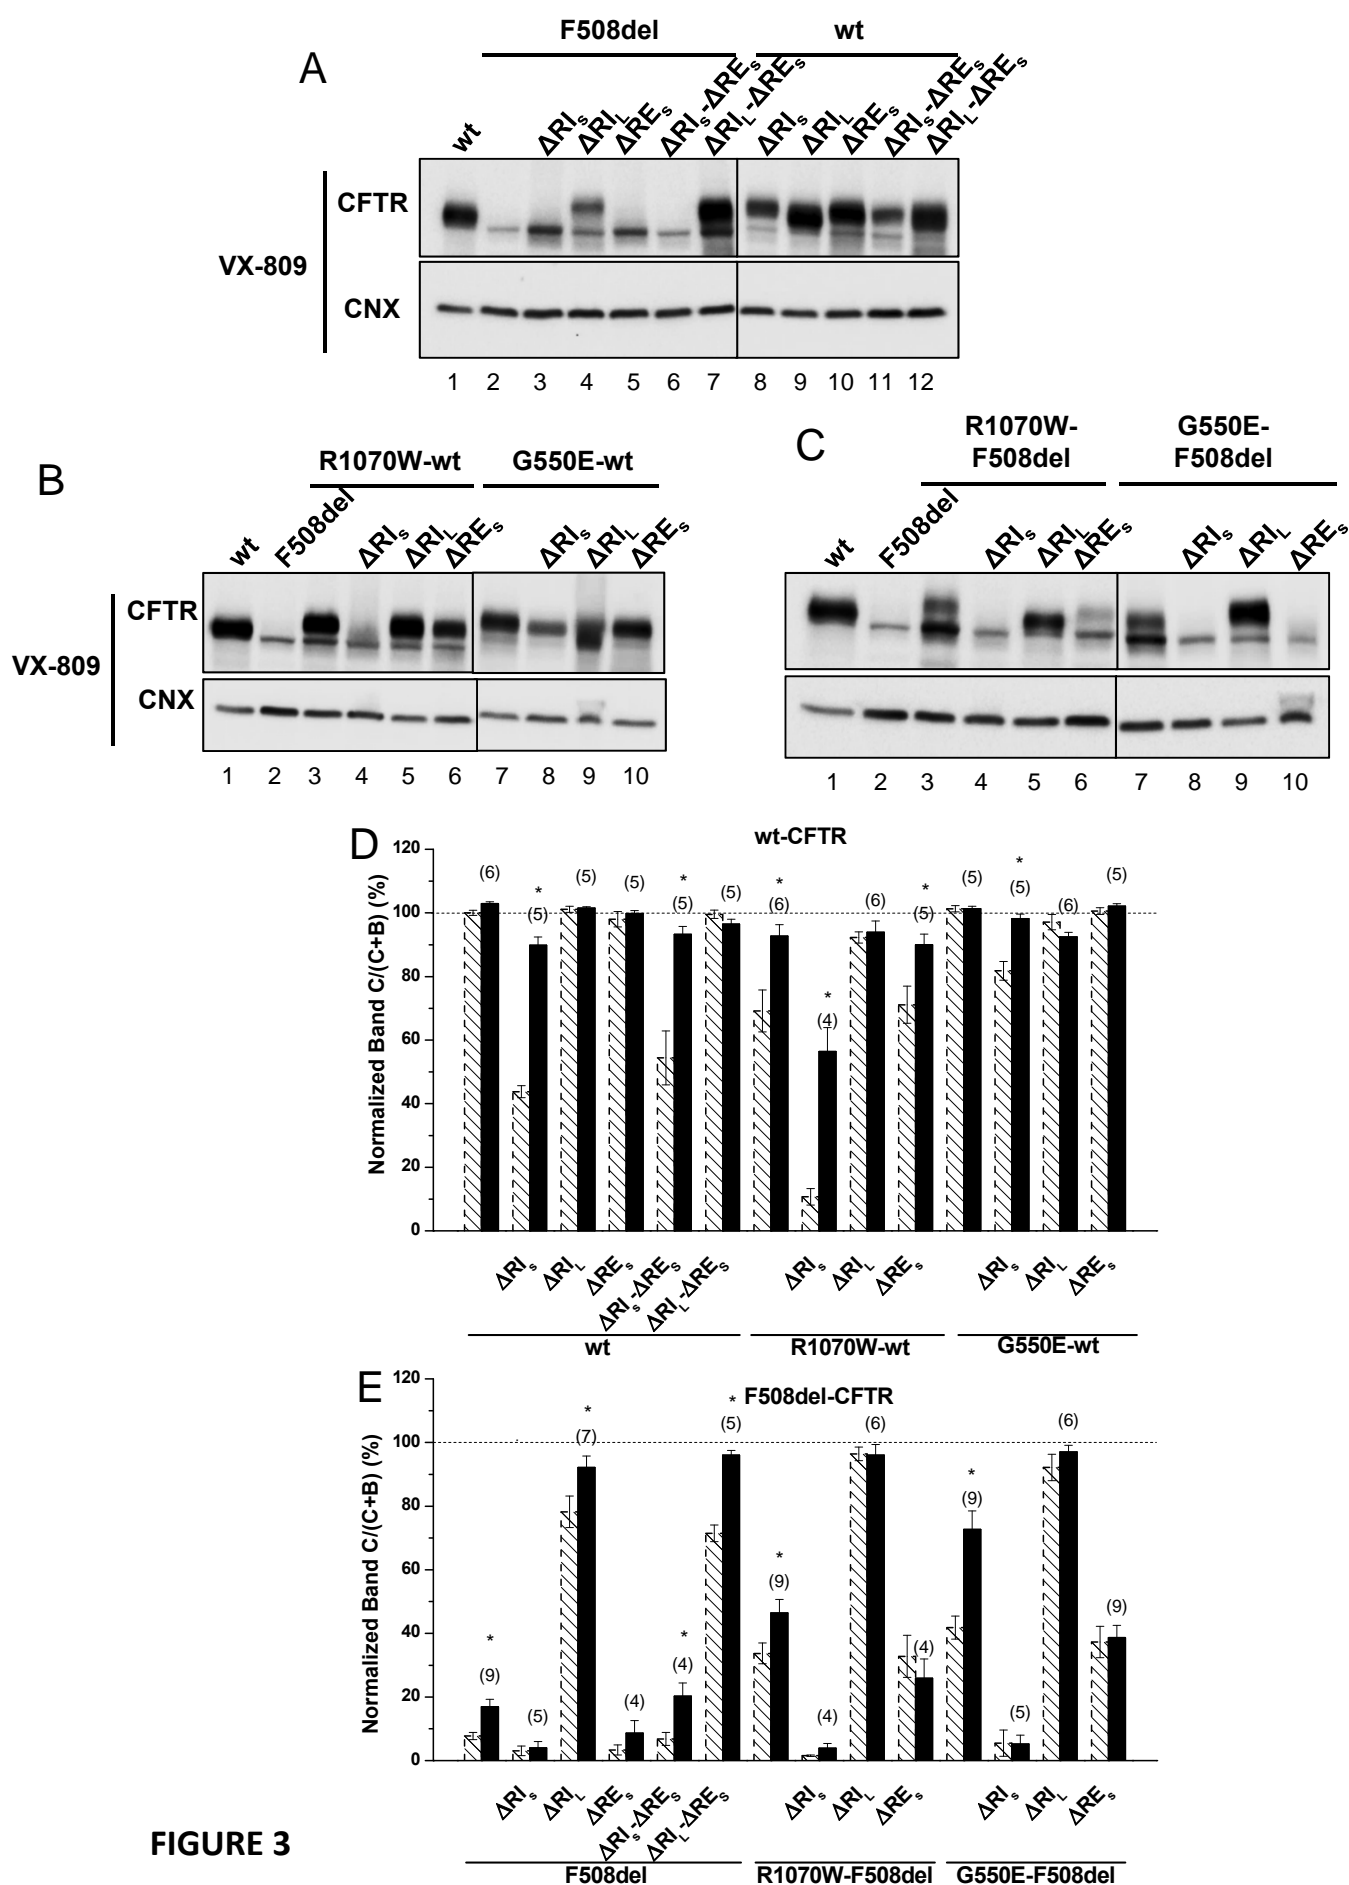 A
F508del
wt
wt
ΔRIs
ΔRIL
ΔREs
ΔRIs-ΔREs
ΔRIL-ΔREs
ΔRIs
ΔRIL
ΔREs
ΔRIs-ΔREs
ΔRIL-ΔREs
VX-809
CFTR
CNX
1 2 3 4 5 6 7 8 9 10 11 12
B
R1070W-wt
G550E-wt
wt
F508del
ΔRIs
ΔRIL
ΔREs
ΔRIs
ΔRIL
ΔREs
VX-809
CFTR
CNX
1 2 3 4 5 6 7 8 9 10
C
R1070W-
F508del
G550E-
F508del
wt
F508del
ΔRIs
ΔRIL
ΔREs
ΔRIs
ΔRIL
ΔREs
1 2 3 4 5 6 7 8 9 10
D
wt-CFTR
Normalized Band C/(C+B) (%)
120
100
80
60
40
20
0
(6)
*
(5)
(5)
(5)
*
(5)
(5)
*
(6)
*
(4)
(6)
*
(5)
(5)
*
(5)
(6)
(5)
ΔRIs
ΔRIL
ΔREs
ΔRIs-ΔREs
ΔRIL-ΔREs
ΔRIs
ΔRIL
ΔREs
ΔRIs
ΔRIL
ΔREs
wt
R1070W-wt
G550E-wt
E
F508del-CFTR
Normalized Band C/(C+B) (%)
120
100
80
60
40
20
0
*
(9)
(5)
*
(7)
(4)
*
(4)
*
(5)
*
(9)
(4)
(6)
(4)
*
(9)
(5)
(6)
(9)
ΔRIs
ΔRIL
ΔREs
ΔRIs-ΔREs
ΔRIL-ΔREs
ΔRIs
ΔRIL
ΔREs
ΔRIs
ΔRIL
ΔREs
F508del
R1070W-F508del
G550E-F508del
FIGURE 3